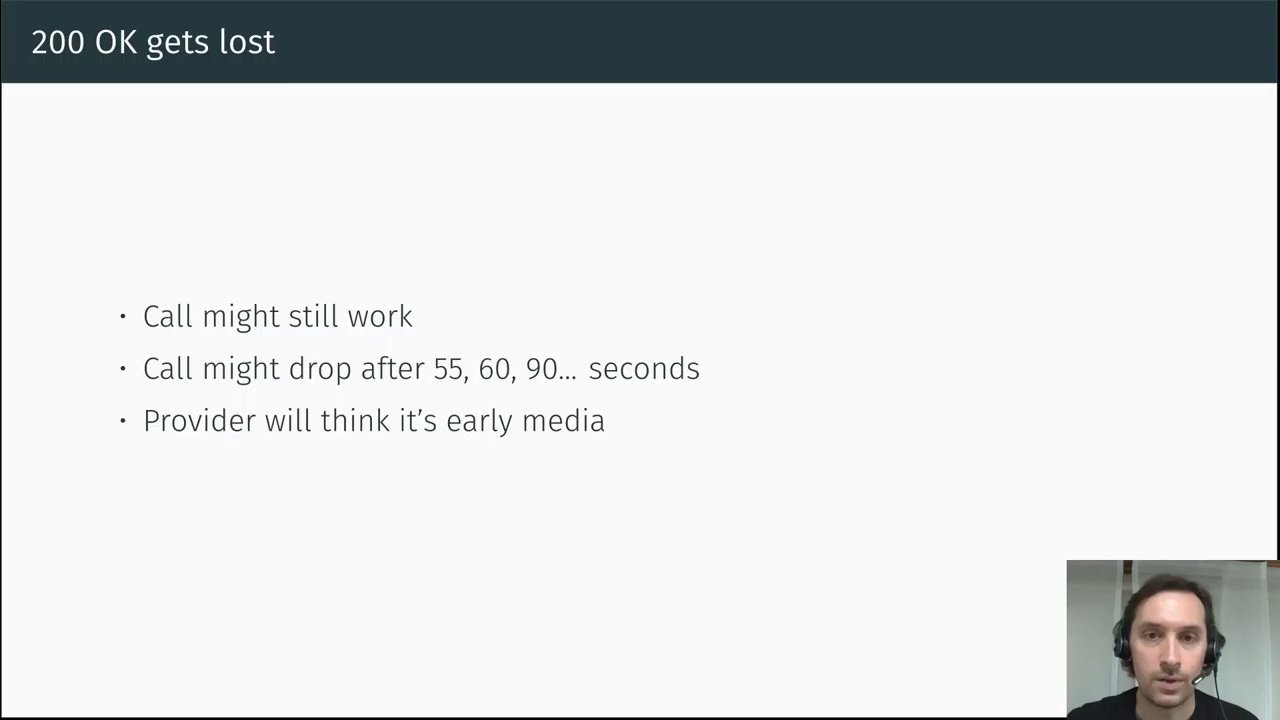 200 OK gets lost
• Call might still work
• Call might drop after 55, 60, 90... seconds
• Provider will think it’s early media